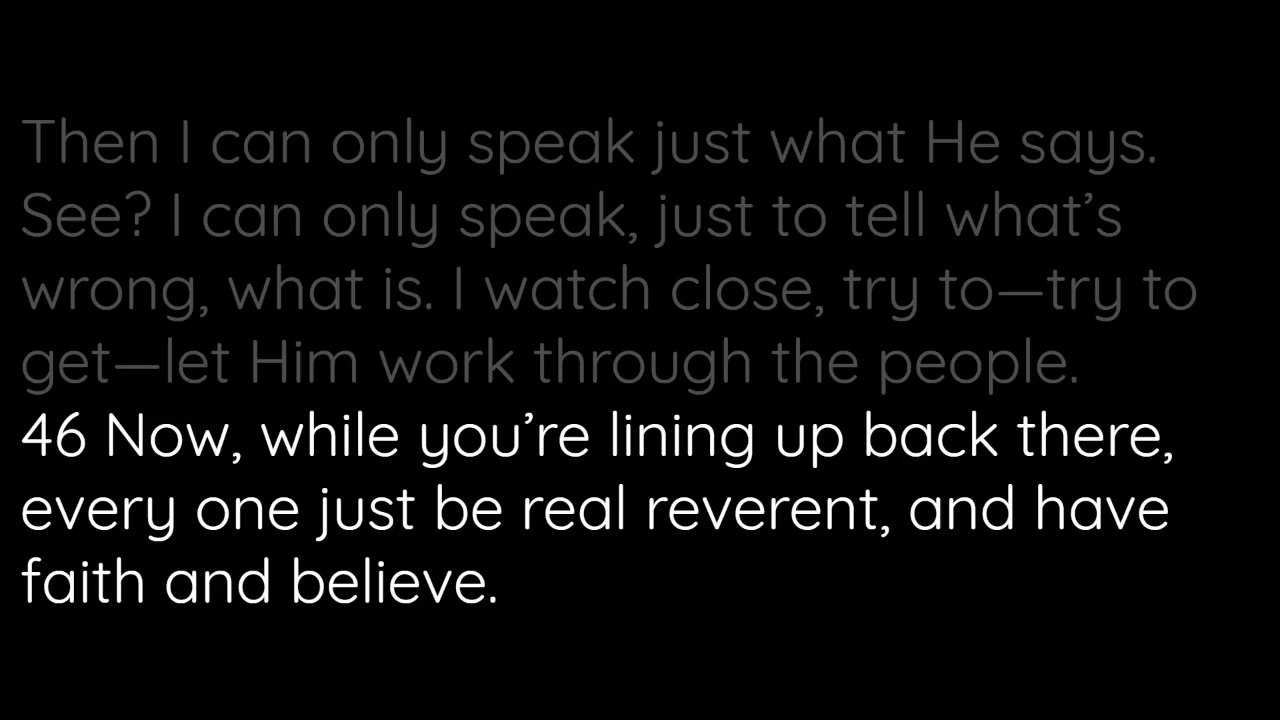 Then I can only speak just what He says.
See? I can only speak, just to tell what’s
wrong, what is. I watch close, try to—try to
get—let Him work through the people.
46 Now, while you’re lining up back there,
every one just be real reverent, and have
faith and believe.